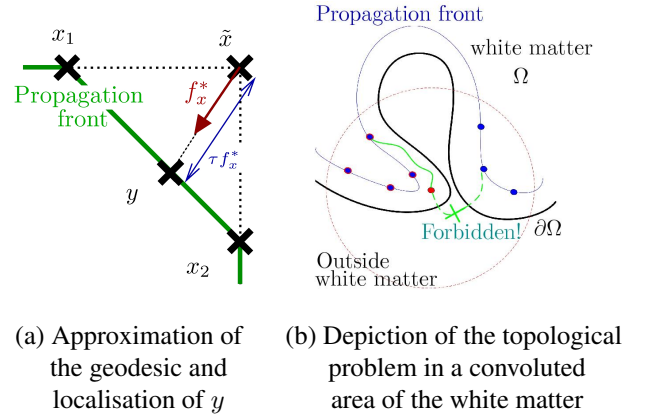 x₁
x̃
Propagation
front
f*ₓ
τf*ₓ
y
x₂
(a) Approximation of
the geodesic and
localisation of y
Propagation front
white matter
Ω
Forbidden!
∂Ω
Outside
white matter
(b) Depiction of the topological
problem in a convoluted
area of the white matter